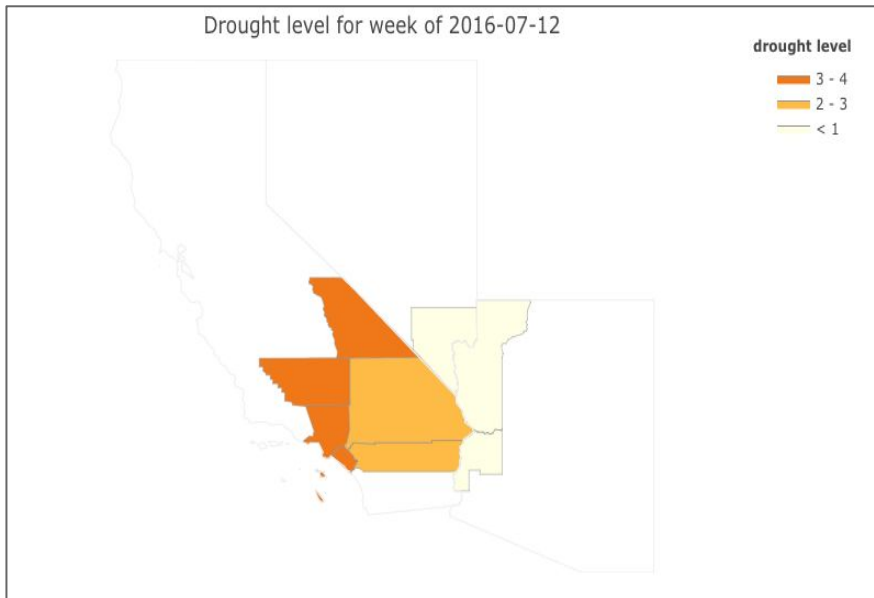 Drought level for week of 2016-07-12
drought level
3 - 4
2 - 3
< 1